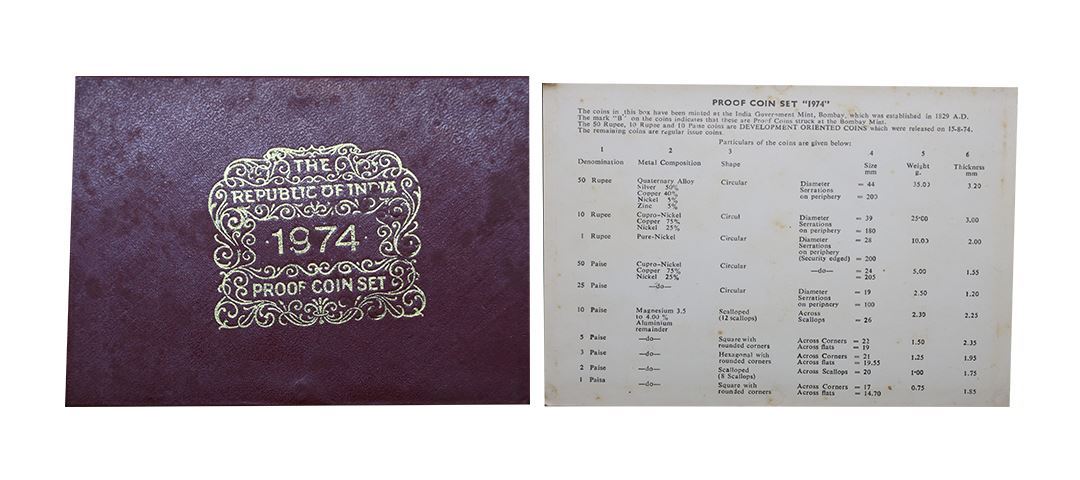 THE
REPUBLIC OF INDIA
· 1974 ·
PROOF COIN SET
PROOF COIN SET "1974"
The coins in this box have been minted at the India Government Mint, Bombay, which was established in 1829 A.D.
The mark "B" on the coins indicates that these are Proof Coins struck at the Bombay Mint.
The 50 Rupee, 10 Rupee and 10 Paise coins are DEVELOPMENT ORIENTED COINS which were released on 15-8-74.
The remaining coins are regular issue coins.
Particulars of the coins are given below:
1 2 3 4 5 6
Denomination Metal Composition Shape Size mm Weight g. Thickness mm
50 Rupee Quaternary Alloy Circular Diameter = 44 35.00 3.20
Silver 50% Serrations
Copper 40% on periphery = 200
Nickel 5%
Zinc 5%
10 Rupee Cupro-Nickel Circul Diameter = 39 25·00 3.00
Copper 75% Serrations
Nickel 25% on periphery = 180
1 Rupee Pure-Nickel Circular Diameter = 28 10.00 2.00
Serrations
on periphery
(Security edged) = 200
50 Paise Cupro-Nickel Circular —do— = 24 5.00 1.55
Copper 75% = 205
Nickel 25%
25 Paise —do— Circular Diameter = 19 2.50 1.20
Serrations
on periphery = 100
10 Paise Magnesium 3.5 Scalloped Across 2.30 2.25
to 4.00 % (12 scallops) Scallops = 26
Aluminium
remainder
5 Paise —do— Square with Across Corners = 22 1.50 2.35
rounded corners Across flats = 19
3 Paise —do— Hexagonal with Across Corners = 21 1.25 1.95
rounded corners Across flats = 19.55
2 Paise —do— Scalloped Across Scallops = 20 1·00 1.75
(8 Scallops)
1 Paisa —do— Square with Across Corners = 17 0.75 1.85
rounded corners Across flats = 14.70